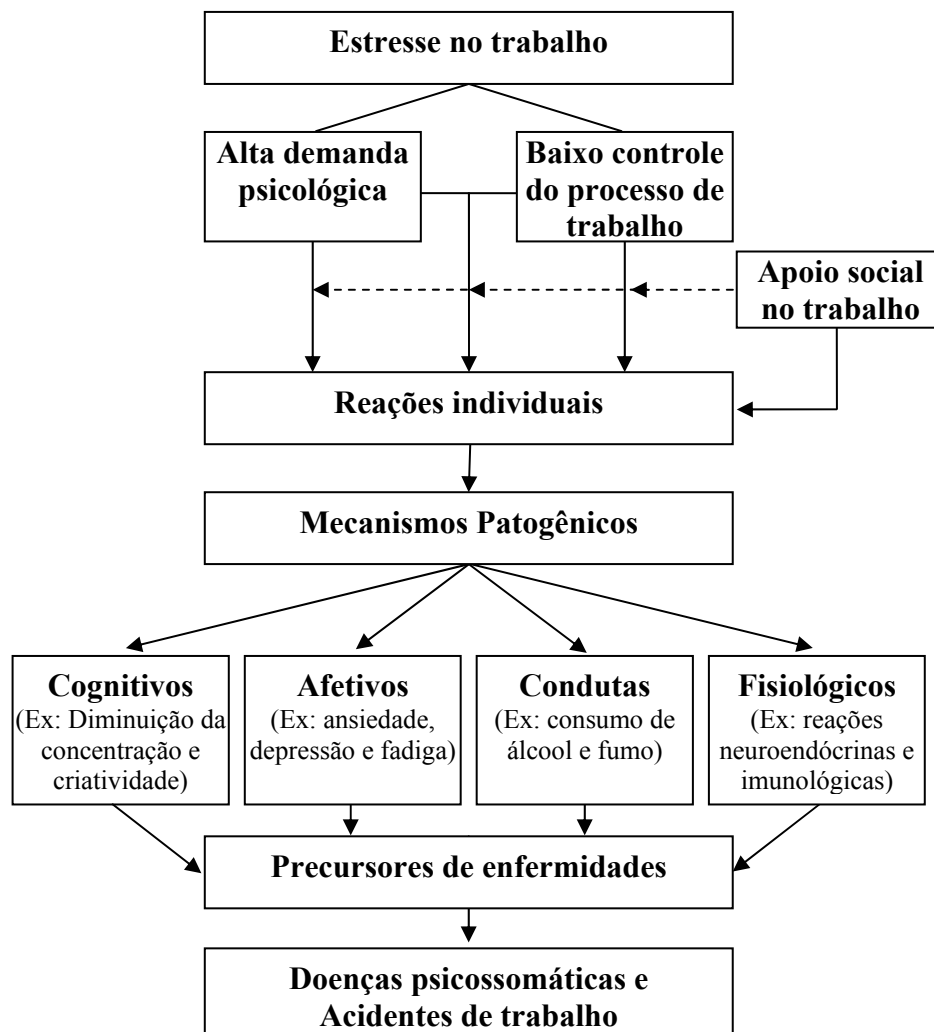 Estresse no trabalho
Alta demanda
psicológica
Baixo controle
do processo de
trabalho
Apoio social
no trabalho
Reações individuais
Mecanismos Patogênicos
Cognitivos
(Ex: Diminuição da
concentração e
criatividade)
Afetivos
(Ex: ansiedade,
depressão e fadiga)
Condutas
(Ex: consumo de
álcool e fumo)
Fisiológicos
(Ex: reações
neuroendócrinas e
imunológicas)
Precursores de enfermidades
Doenças psicossomáticas e
Acidentes de trabalho